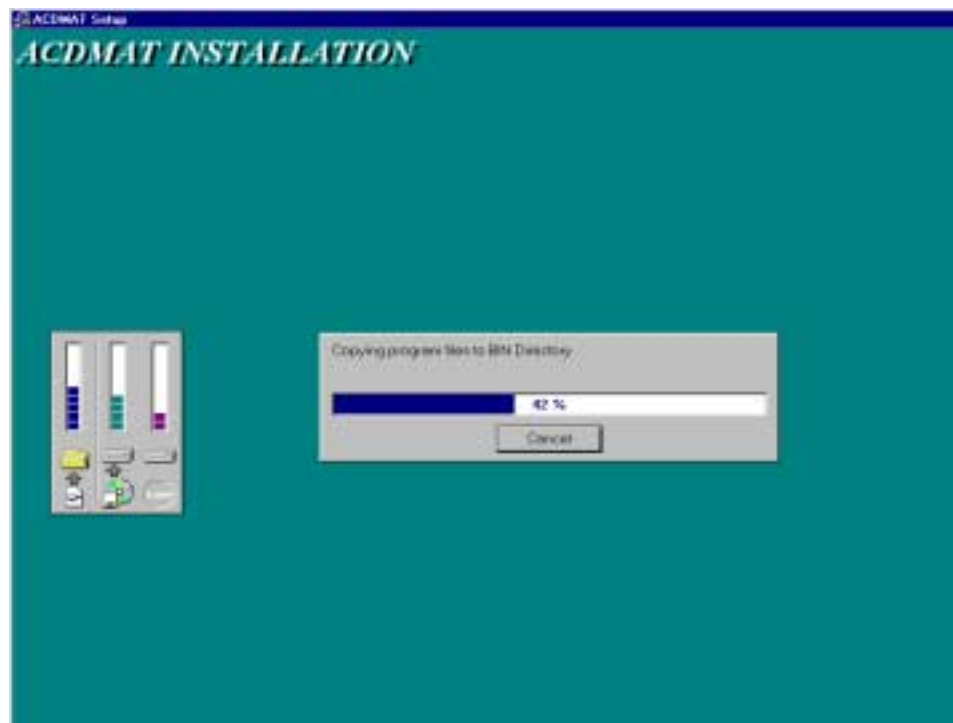 ACDMAT Setup
ACDMAT INSTALLATION
Copying program files to BIN Directory
42 %
Cancel